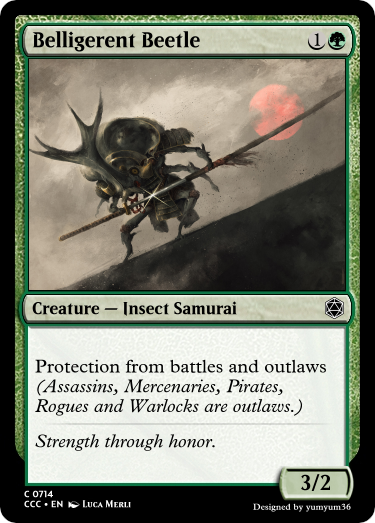 Belligerent Beetle 1
Creature — Insect Samurai
Protection from battles and outlaws
(Assassins, Mercenaries, Pirates,
Rogues and Warlocks are outlaws.)
Strength through honor.
3/2
C 0714
CCC • EN Luca Merli
Designed by yumyum36